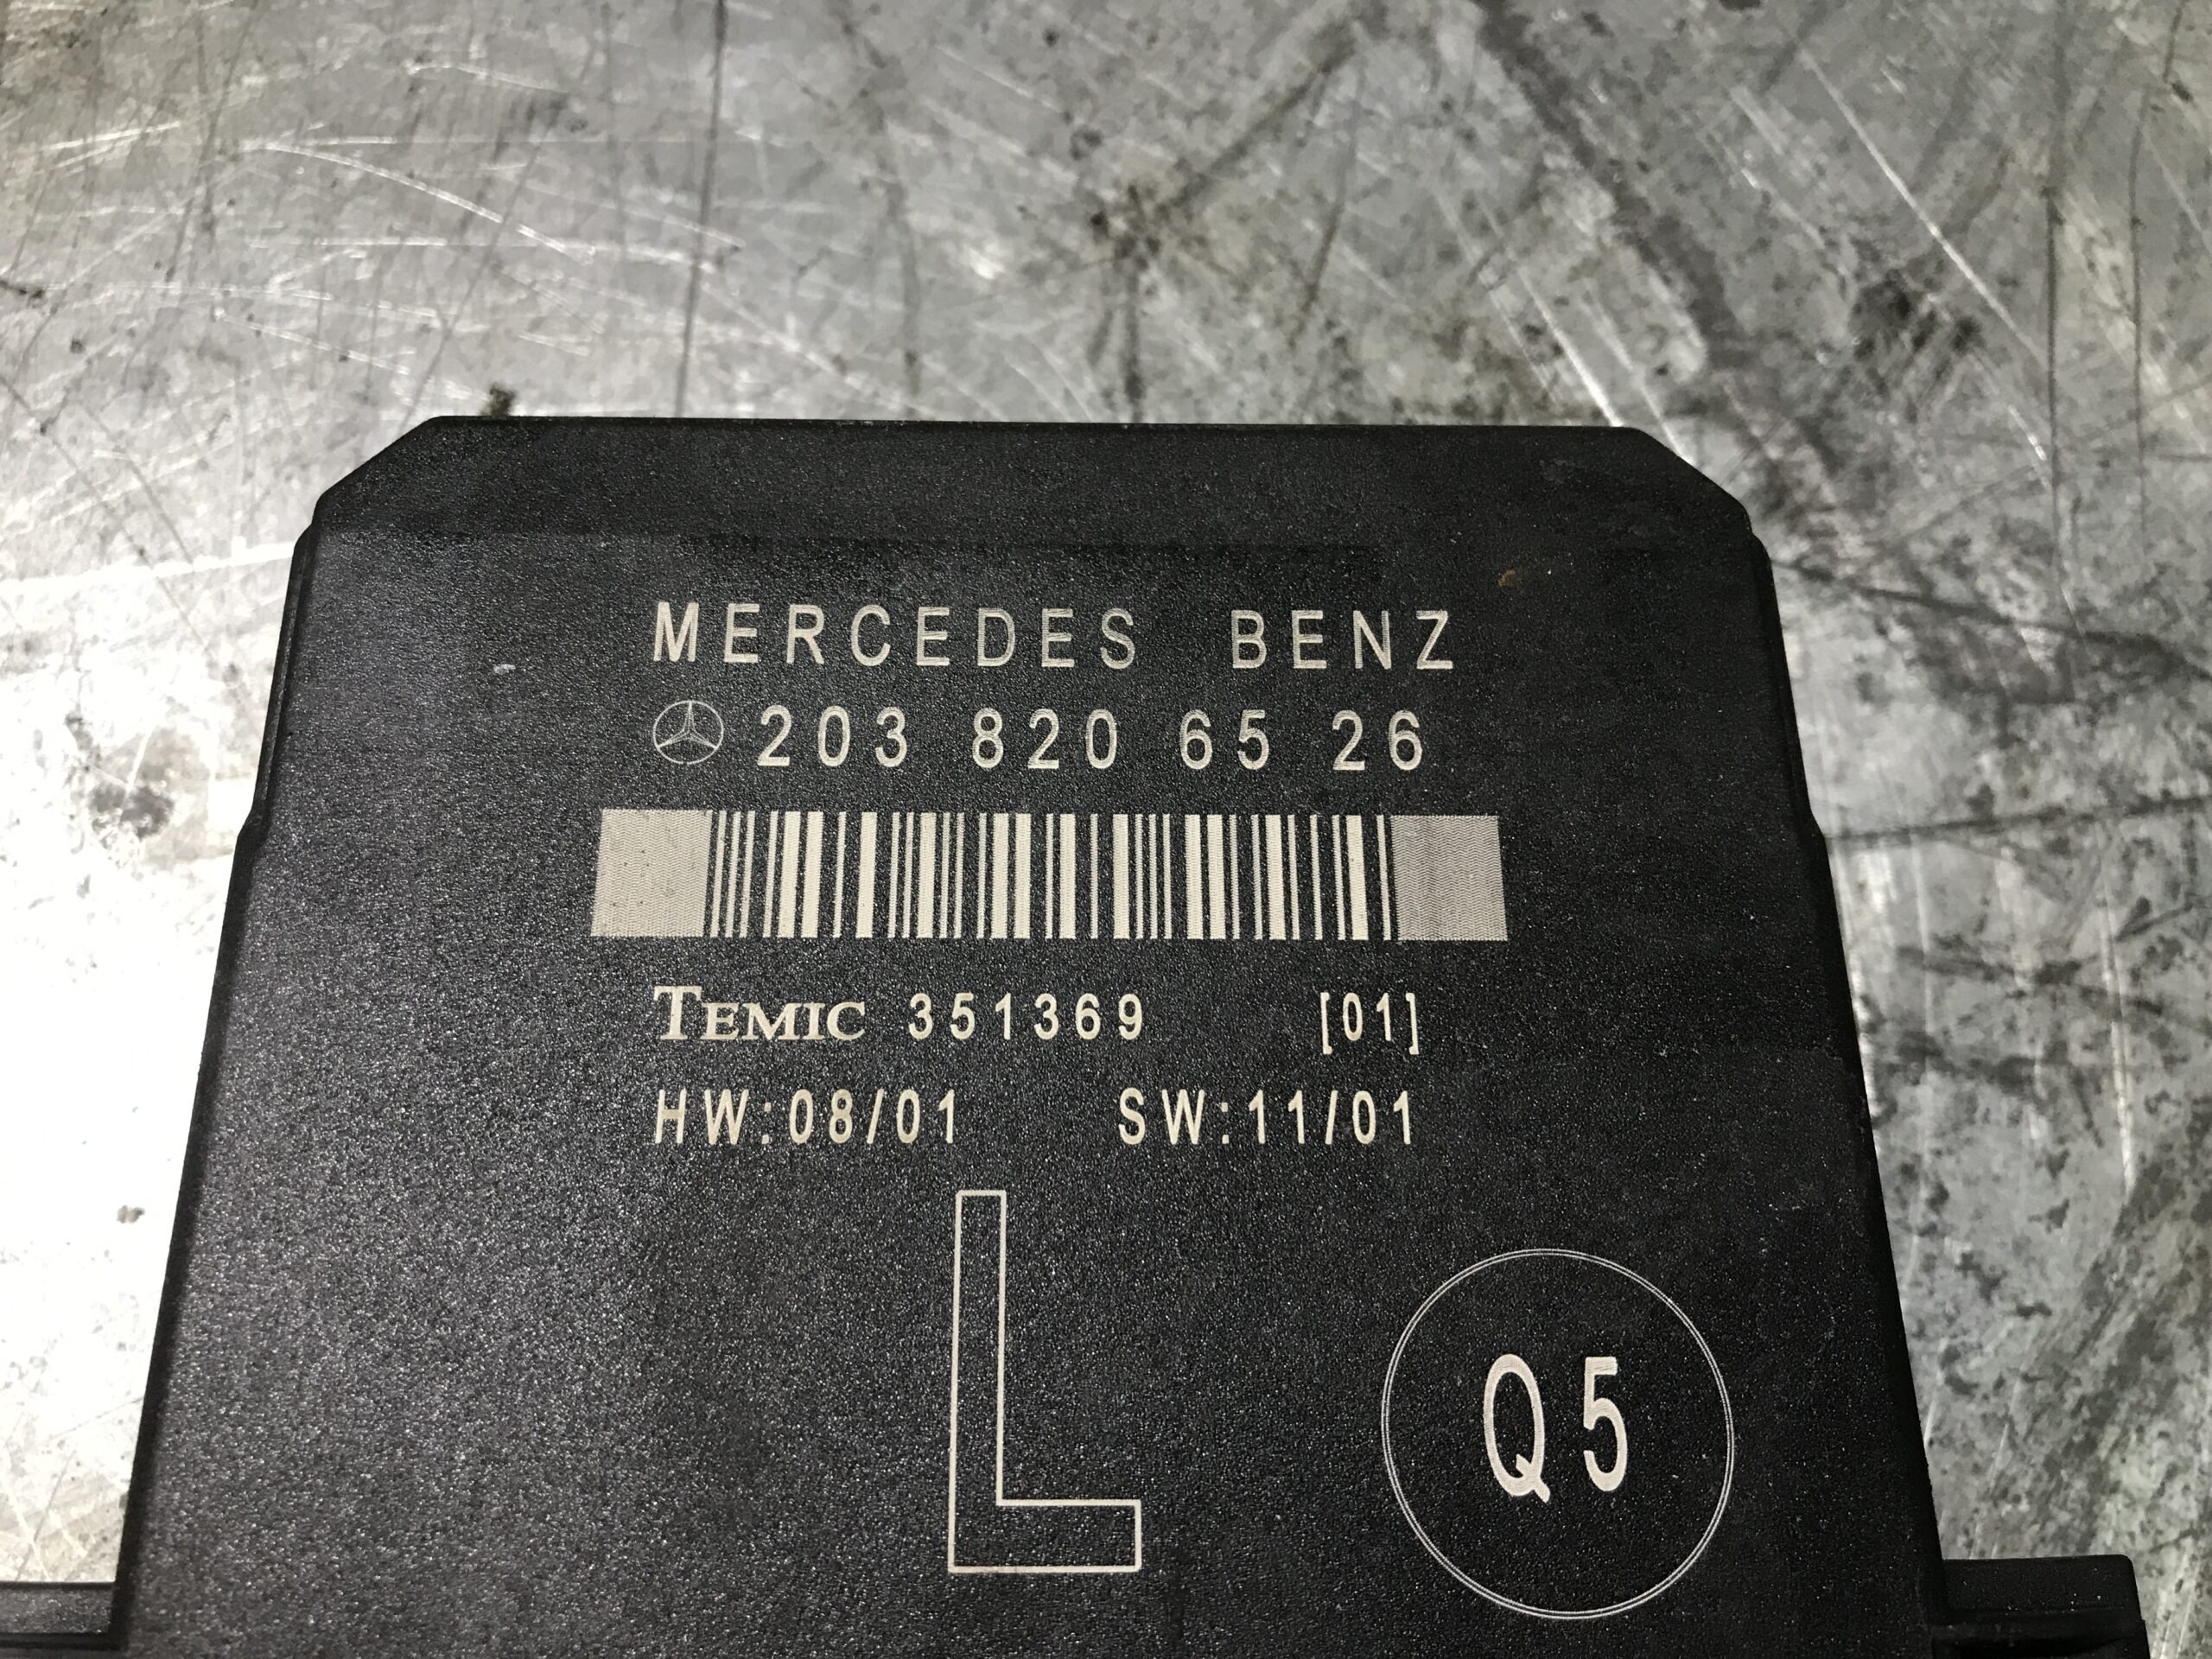 MERCEDES BENZ
203 820 65 26
TEMIC 351369 [01]
HW:08/01 SW:11/01
L
Q5